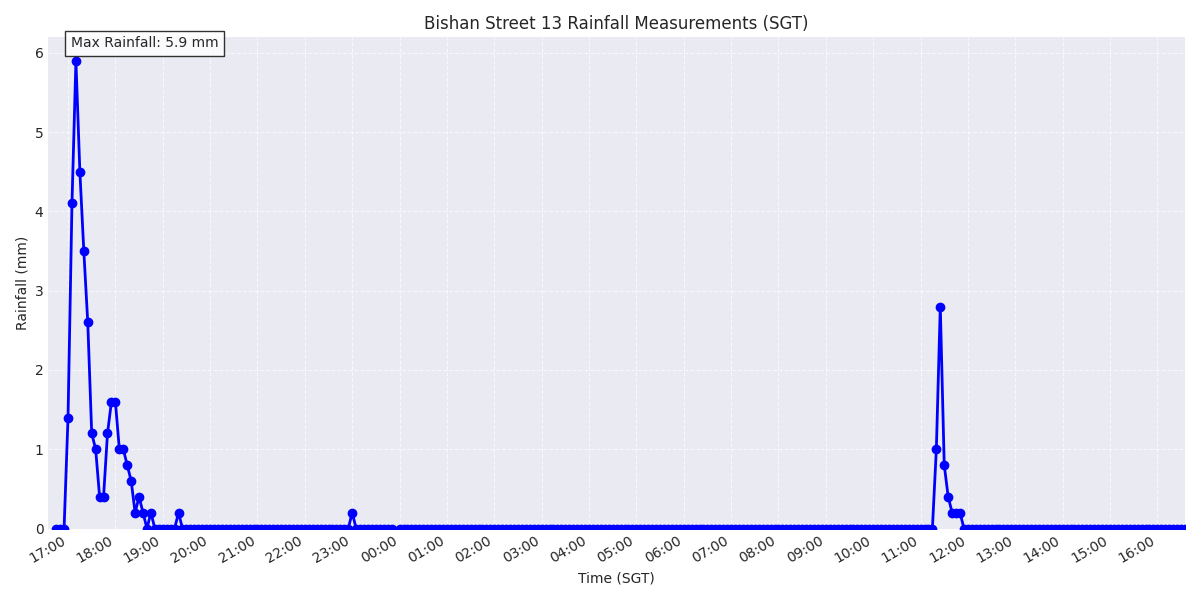 Bishan Street 13 Rainfall Measurements (SGT)
Max Rainfall: 5.9 mm
6
5
4
3
2
1
0
Rainfall (mm)
17:00 18:00 19:00 20:00 21:00 22:00 23:00 00:00 01:00 02:00 03:00 04:00 05:00 06:00 07:00 08:00 09:00 10:00 11:00 12:00 13:00 14:00 15:00 16:00
Time (SGT)